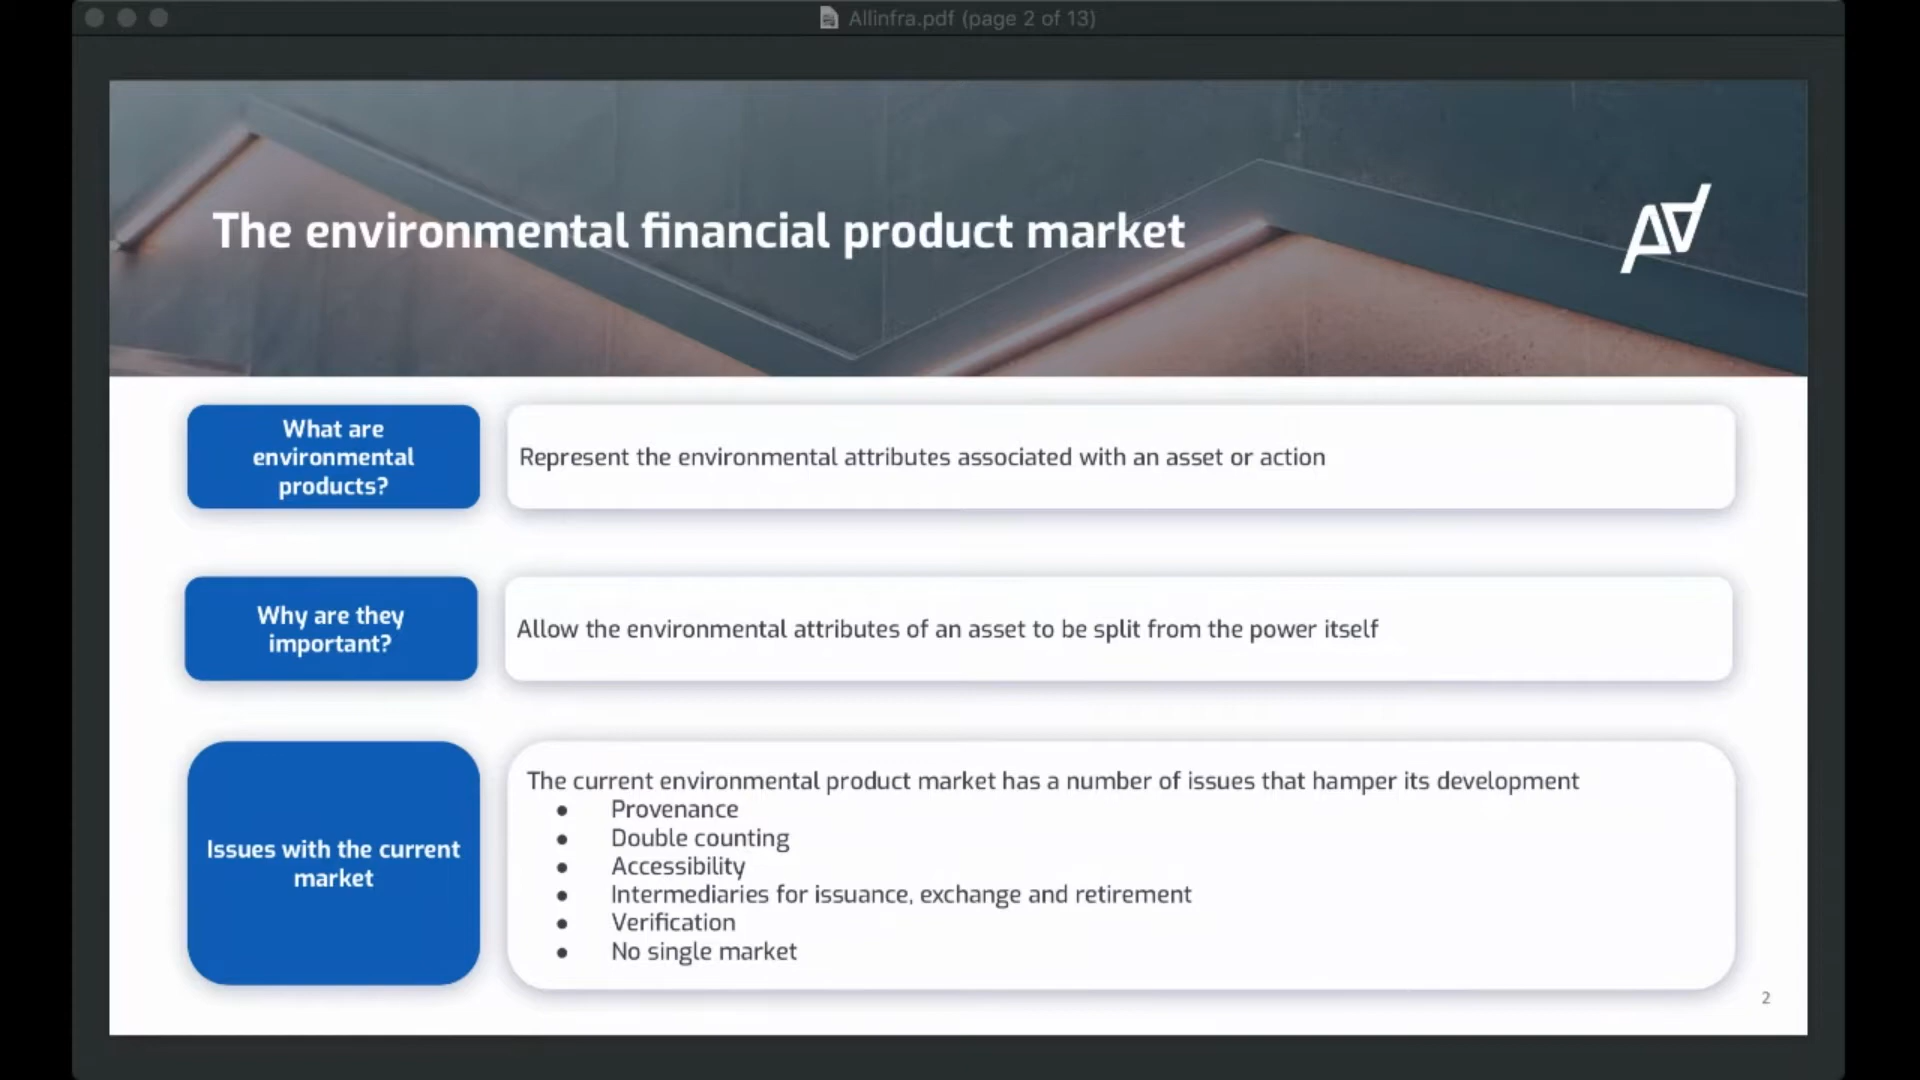 Allinfra.pdf (page 2 of 13)
The environmental financial product market
What are
environmental
products?
Represent the environmental attributes associated with an asset or action
Why are they
important?
Allow the environmental attributes of an asset to be split from the power itself
Issues with the current
market
The current environmental product market has a number of issues that hamper its development
● Provenance
● Double counting
● Accessibility
● Intermediaries for issuance, exchange and retirement
● Verification
● No single market
2